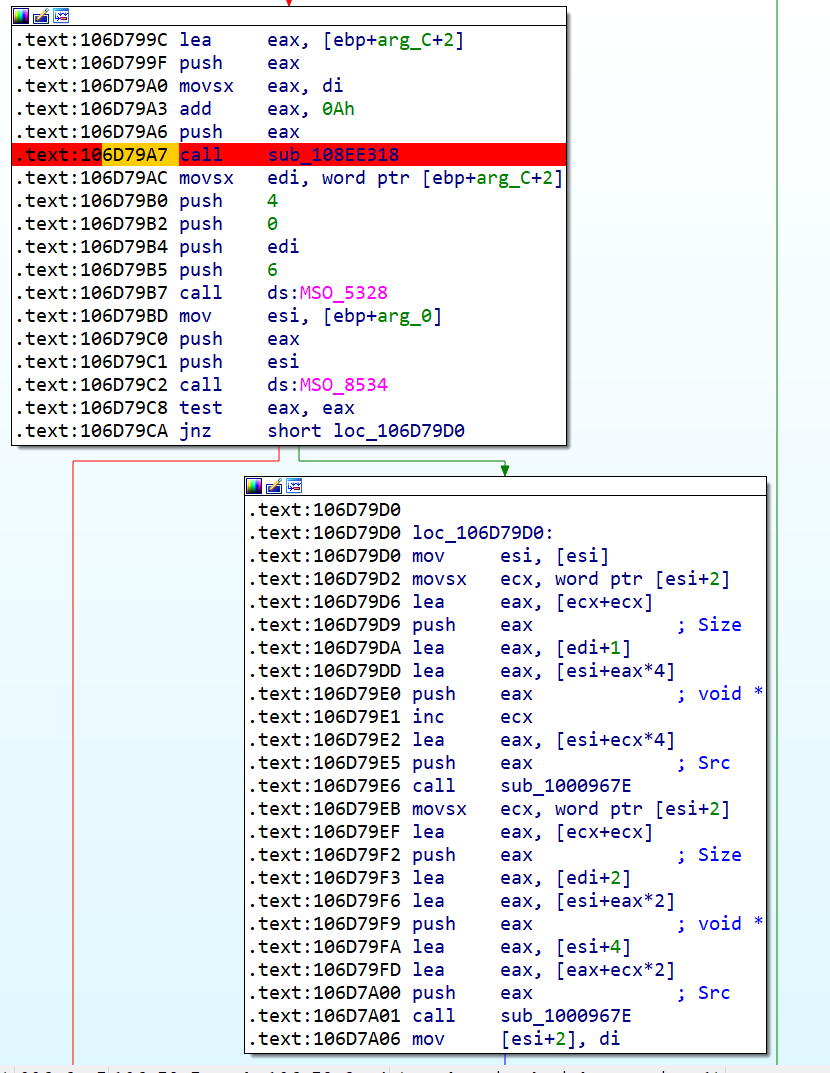 .text:106D799C lea eax, [ebp+arg_C+2]
.text:106D799F push eax
.text:106D79A0 movsx eax, di
.text:106D79A3 add eax, 0Ah
.text:106D79A6 push eax
.text:106D79A7 call sub_108EE318
.text:106D79AC movsx edi, word ptr [ebp+arg_C+2]
.text:106D79B0 push 4
.text:106D79B2 push 0
.text:106D79B4 push edi
.text:106D79B5 push 6
.text:106D79B7 call ds:MSO_5328
.text:106D79BD mov esi, [ebp+arg_0]
.text:106D79C0 push eax
.text:106D79C1 push esi
.text:106D79C2 call ds:MSO_8534
.text:106D79C8 test eax, eax
.text:106D79CA jnz short loc_106D79D0
.text:106D79D0
.text:106D79D0 loc_106D79D0:
.text:106D79D0 mov esi, [esi]
.text:106D79D2 movsx ecx, word ptr [esi+2]
.text:106D79D6 lea eax, [ecx+ecx]
.text:106D79D9 push eax ; Size
.text:106D79DA lea eax, [edi+1]
.text:106D79DD lea eax, [esi+eax*4]
.text:106D79E0 push eax ; void *
.text:106D79E1 inc ecx
.text:106D79E2 lea eax, [esi+ecx*4]
.text:106D79E5 push eax ; Src
.text:106D79E6 call sub_1000967E
.text:106D79EB movsx ecx, word ptr [esi+2]
.text:106D79EF lea eax, [ecx+ecx]
.text:106D79F2 push eax ; Size
.text:106D79F3 lea eax, [edi+2]
.text:106D79F6 lea eax, [esi+eax*2]
.text:106D79F9 push eax ; void *
.text:106D79FA lea eax, [esi+4]
.text:106D79FD lea eax, [eax+ecx*2]
.text:106D7A00 push eax ; Src
.text:106D7A01 call sub_1000967E
.text:106D7A06 mov [esi+2], di